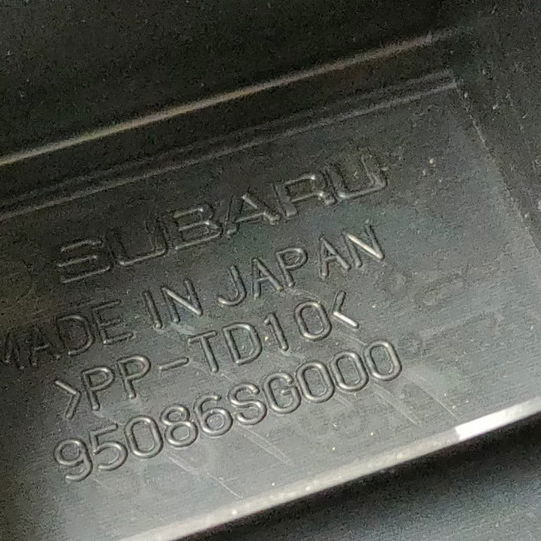 SUBARU
MADE IN JAPAN
>PP-TD10<
95086SG000